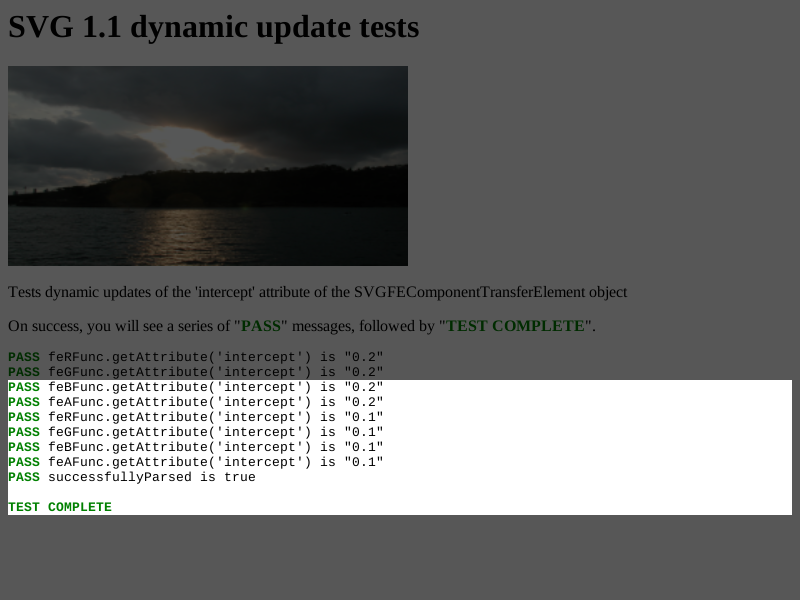 SVG 1.1 dynamic update tests
Tests dynamic updates of the 'intercept' attribute of the SVGFEComponentTransferElement object
On success, you will see a series of "PASS" messages, followed by "TEST COMPLETE".
PASS feRFunc.getAttribute('intercept') is "0.2"
PASS feGFunc.getAttribute('intercept') is "0.2"
PASS feBFunc.getAttribute('intercept') is "0.2"
PASS feAFunc.getAttribute('intercept') is "0.2"
PASS feRFunc.getAttribute('intercept') is "0.1"
PASS feGFunc.getAttribute('intercept') is "0.1"
PASS feBFunc.getAttribute('intercept') is "0.1"
PASS feAFunc.getAttribute('intercept') is "0.1"
PASS successfullyParsed is true
TEST COMPLETE